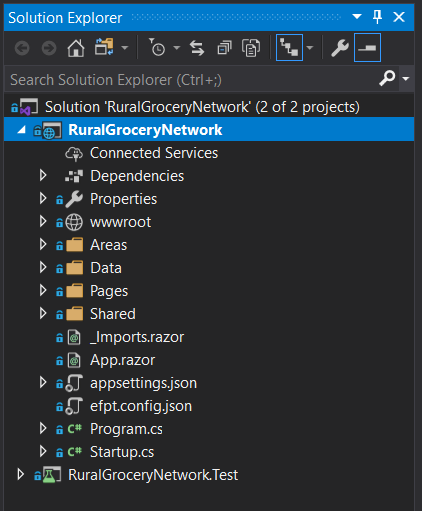 Solution Explorer
Search Solution Explorer (Ctrl+;)
Solution 'RuralGroceryNetwork' (2 of 2 projects)
RuralGroceryNetwork
Connected Services
Dependencies
Properties
wwwroot
Areas
Data
Pages
Shared
_Imports.razor
App.razor
appsettings.json
efpt.config.json
C# Program.cs
C# Startup.cs
RuralGroceryNetwork.Test